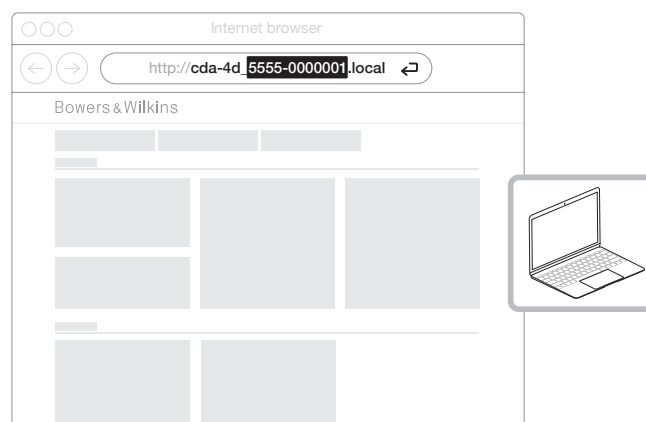 Internet browser
http://cda-4d_5555-0000001.local
Bowers & Wilkins